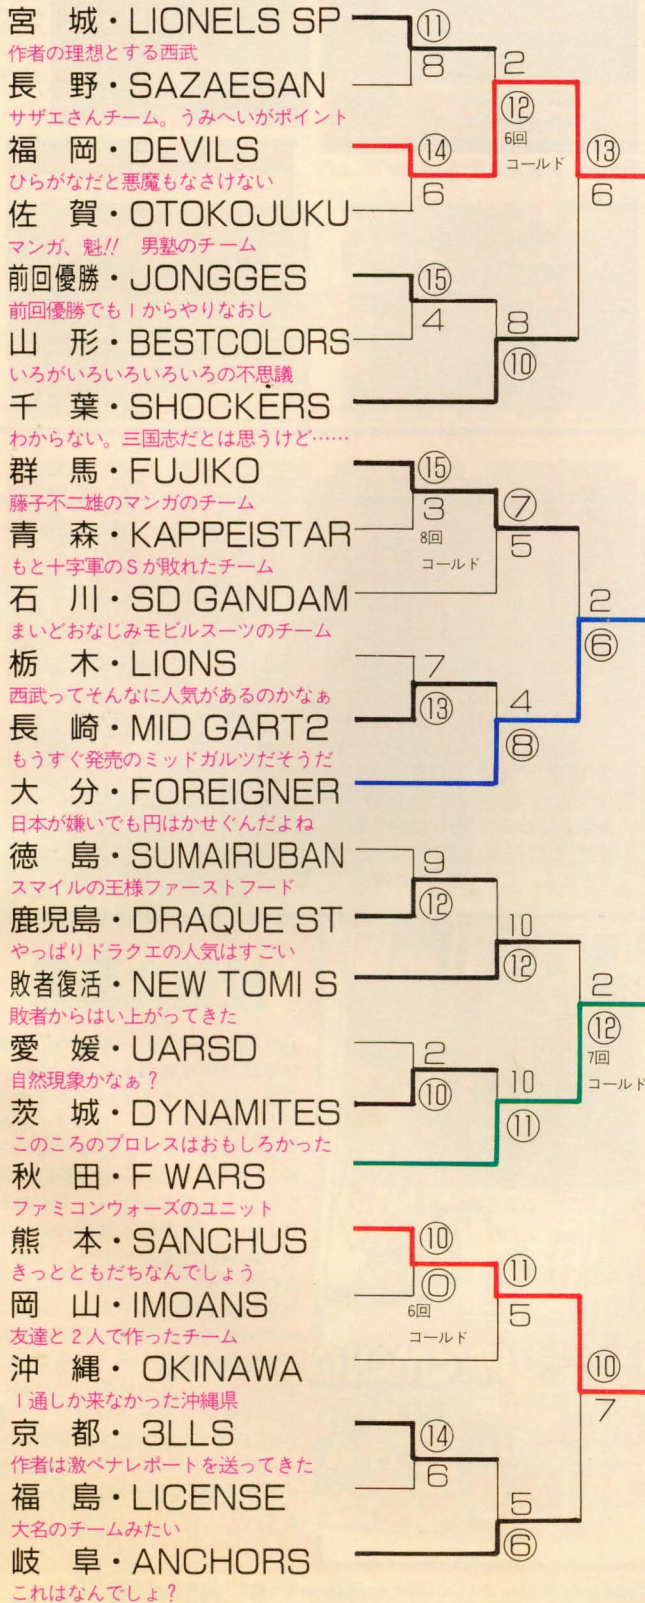 宮　城・LIONELS SP
作者の理想とする西武
長　野・SAZAESAN
サザエさんチーム。うみへいがポイント
福　岡・DEVILS
ひらがなだと悪魔もなさけない
佐　賀・OTOKOJUKU
マンガ、魁!!　男塾のチーム
前回優勝・JONGGES
前回優勝でも1からやりなおし
山　形・BESTCOLORS
いろがいろいろいろいろの不思議
千　葉・SHOCKERS
わからない。三国志だとは思うけど……
群　馬・FUJIKO
藤子不二雄のマンガのチーム
青　森・KAPPEISTAR
もと十字軍のSが敗れたチーム
石　川・SD GANDAM
まいどおなじみモビルスーツのチーム
栃　木・LIONS
西武ってそんなに人気があるのかなぁ
長　崎・MID GART2
もうすぐ発売のミッドガルツだそうだ
大　分・FOREIGNER
日本が嫌いでも円はかせぐんだよね
徳　島・SUMAIRUBAN
スマイルの王様ファーストフード
鹿児島・DRAQUE ST
やっぱりドラクエの人気はすごい
敗者復活・NEW TOMI S
敗者からはい上がってきた
愛　媛・UARSD
自然現象かなぁ？
茨　城・DYNAMITES
このころのプロレスはおもしろかった
秋　田・F WARS
ファミコンウォーズのユニット
熊　本・SANCHUS
きっとともだちなんでしょう
岡　山・IMOANS
友達と2人で作ったチーム
沖　縄・OKINAWA
1通しか来なかった沖縄県
京　都・3LLS
作者は激ペナレポートを送ってきた
福　島・LICENSE
大名のチームみたい
岐　阜・ANCHORS
これはなんでしょ？
⑪
8
⑭
6
⑮
4
⑮
3
8回
コールド
7
⑬
9
⑫
2
⑩
⑩
⓪
6回
コールド
⑭
6
2
⑫
6回
コールド
8
⑩
⑦
5
4
⑧
10
⑫
10
⑪
⑪
5
5
⑥
⑬
6
2
⑥
2
⑫
7回
コールド
⑩
7